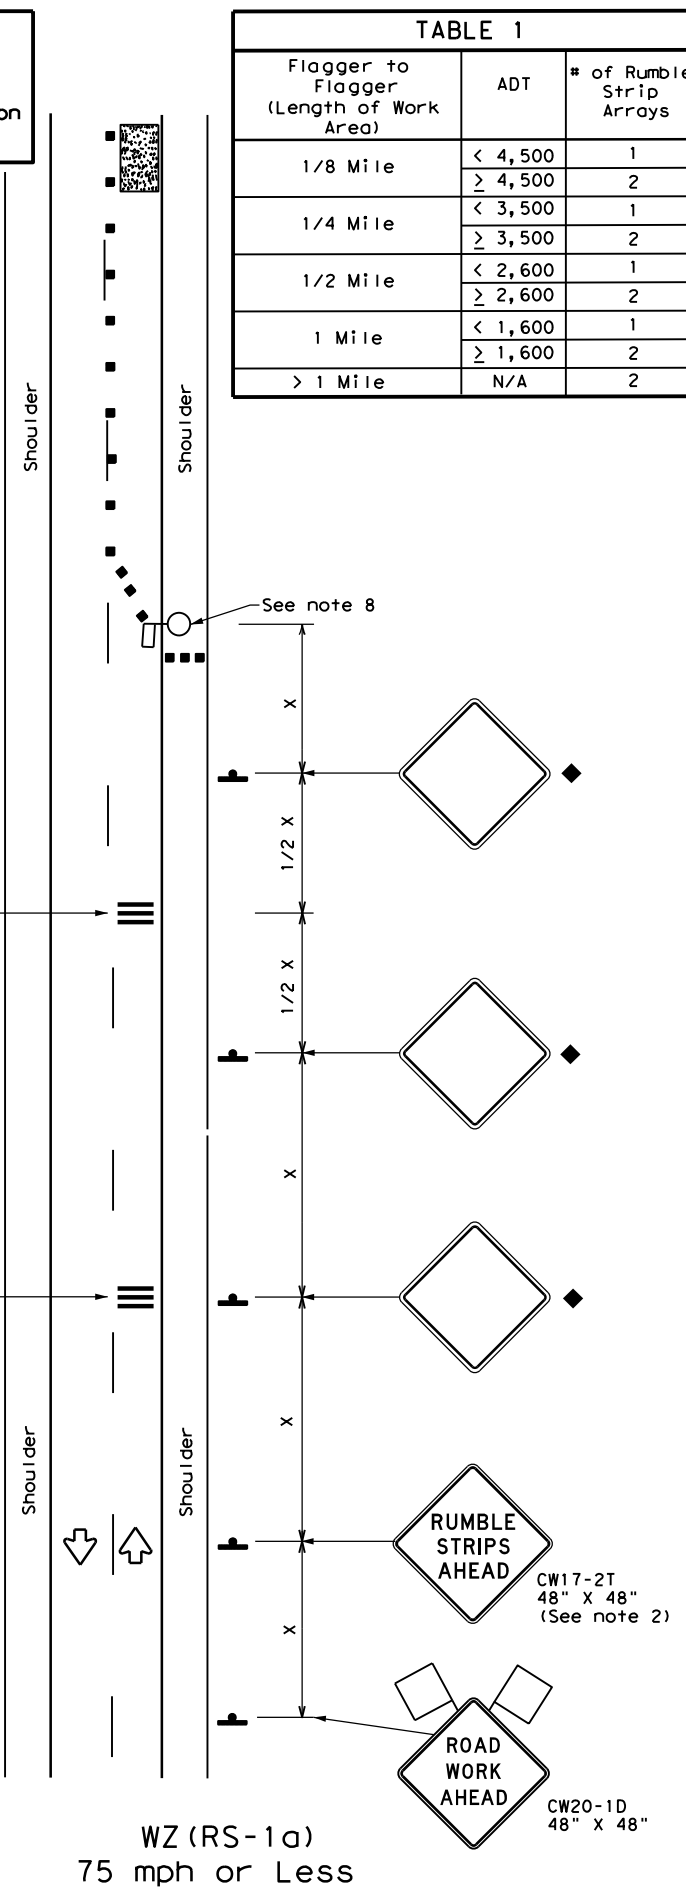 TABLE 1
Flagger to
Flagger
(Length of Work
Area)
ADT
# of Rumble
Strip
Arrays
1/8 Mile
< 4,500
1
≥ 4,500
2
1/4 Mile
< 3,500
1
≥ 3,500
2
1/2 Mile
< 2,600
1
≥ 2,600
2
1 Mile
< 1,600
1
≥ 1,600
2
> 1 Mile
N/A
2
on
Shoulder
Shoulder
See note 8
X
1/2 X
1/2 X
X
X
Shoulder
Shoulder
RUMBLE
STRIPS
AHEAD
CW17-2T
48" X 48"
(See note 2)
X
ROAD
WORK
AHEAD
CW20-1D
48" X 48"
WZ(RS-1a)
75 mph or Less